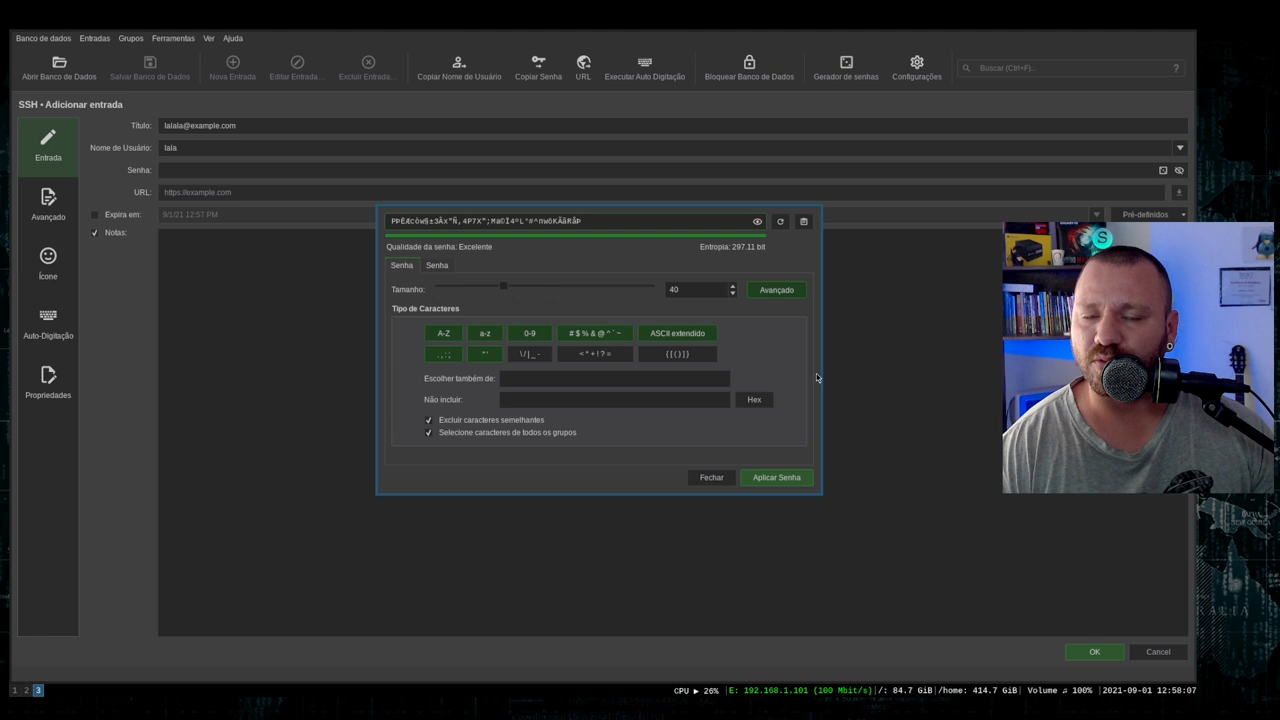 Banco de dados Entradas Grupos Ferramentas Ver Ajuda
Abrir Banco de Dados Salvar Banco de Dados Nova Entrada Editar Entrada... Excluir Entrada... Copiar Nome de Usuário Copiar Senha URL Executar Auto Digitação Bloquear Banco de Dados Gerador de senhas Configurações Buscar (Ctrl+F)... ?
SSH • Adicionar entrada
Título: lalala@example.com
Nome de Usuário: lala
Senha:
URL: https://example.com
Expira em: 9/1/21 12:57 PM Pré-definidos
Notas:
Entrada
Avançado
Ícone
Auto-Digitação
Propriedades
Qualidade da senha: Excelente Entropia: 297.11 bit
Senha Senha
Tamanho: 40 Avançado
Tipo de Caracteres
A-Z a-z 0-9 # $ % & @ ^ ` ~ ASCII extendido
. , : ; " ' \ / | _ - < * + ! ? = { [ ( ) ] }
Escolher também de:
Não incluir: Hex
Excluir caracteres semelhantes
Selecione caracteres de todos os grupos
Fechar Aplicar Senha
S
OK Cancel
1 2 3 CPU ▶ 26% |E: 192.168.1.101 (100 Mbit/s)|/: 84.7 GiB|/home: 414.7 GiB| Volume ♫ 100% |2021-09-01 12:58:07